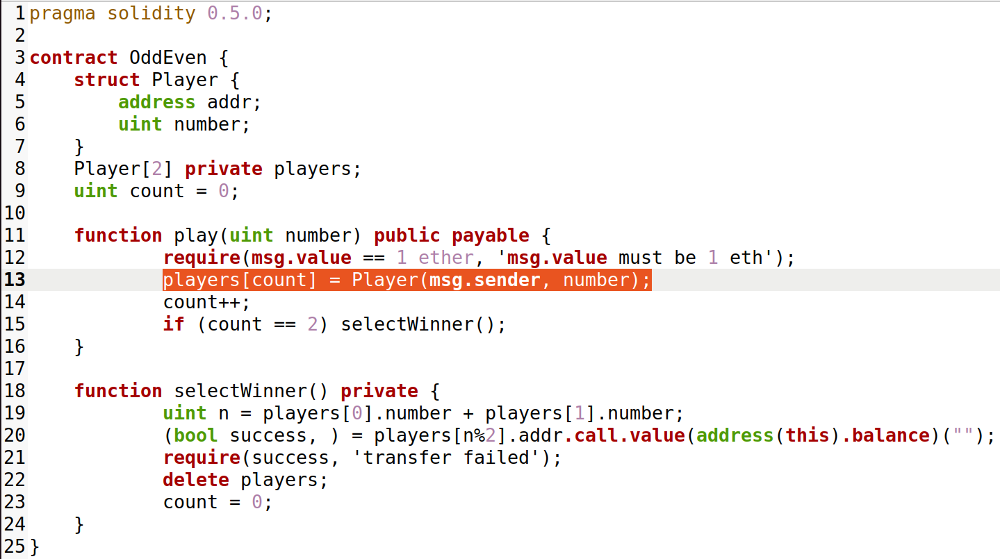 1 pragma solidity 0.5.0;
2
3 contract OddEven {
4     struct Player {
5         address addr;
6         uint number;
7     }
8     Player[2] private players;
9     uint count = 0;
10
11     function play(uint number) public payable {
12             require(msg.value == 1 ether, 'msg.value must be 1 eth');
13             players[count] = Player(msg.sender, number);
14             count++;
15             if (count == 2) selectWinner();
16     }
17
18     function selectWinner() private {
19             uint n = players[0].number + players[1].number;
20             (bool success, ) = players[n%2].addr.call.value(address(this).balance)("");
21             require(success, 'transfer failed');
22             delete players;
23             count = 0;
24     }
25 }